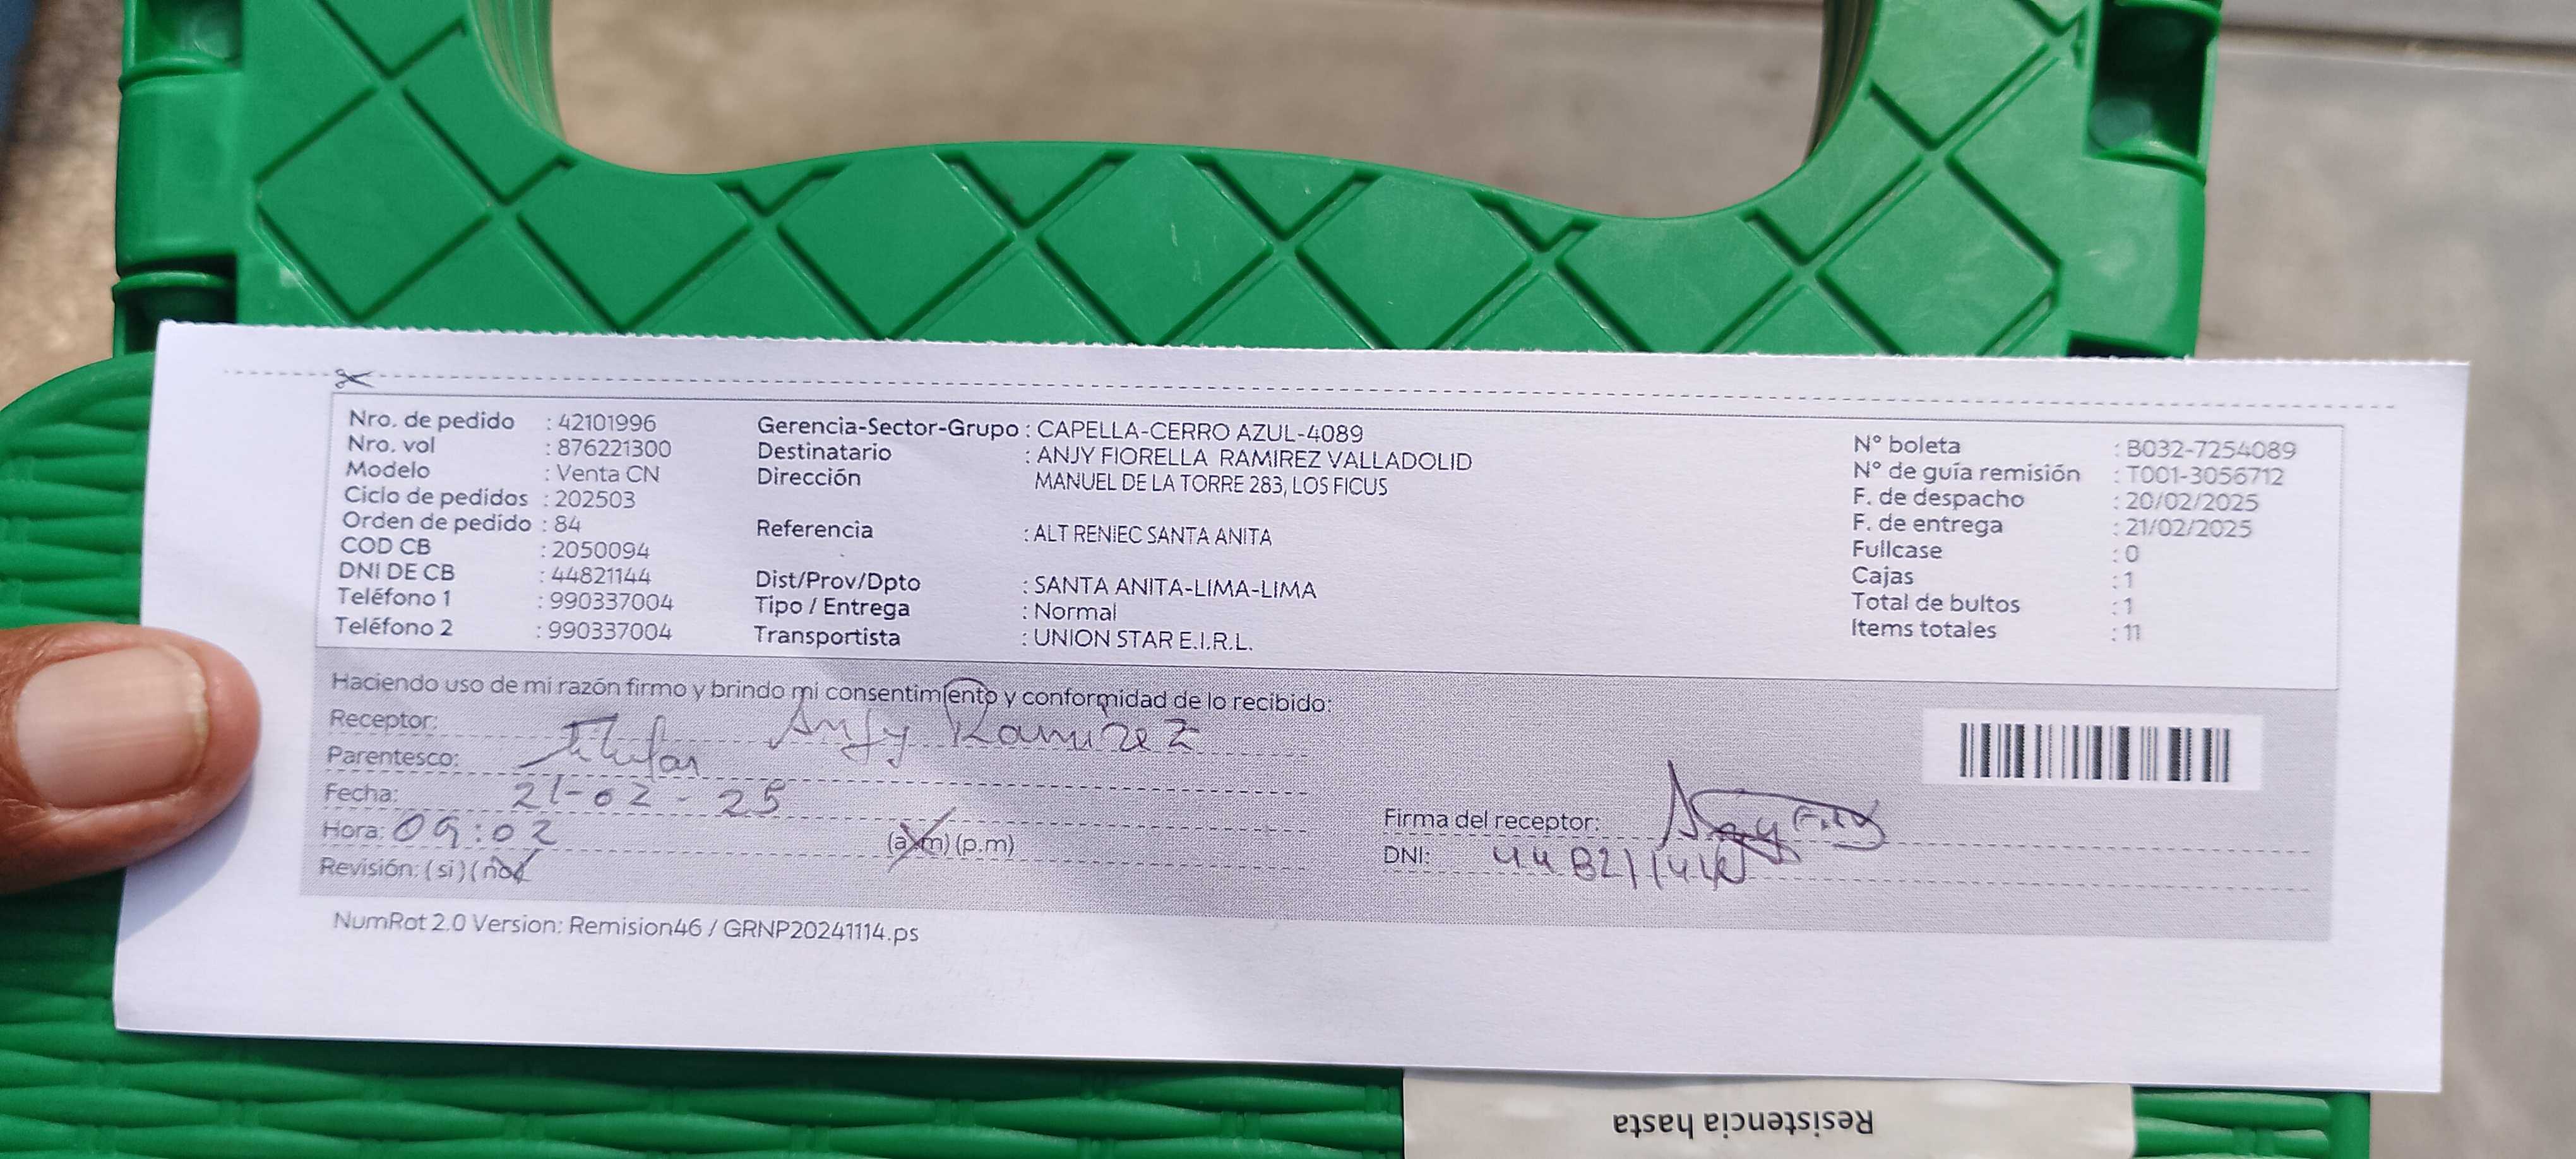 Nro. de pedido : 42101996
Nro. vol : 876221300
Modelo : Venta CN
Ciclo de pedidos : 202503
Orden de pedido : 84
COD CB : 2050094
DNI DE CB : 44821144
Teléfono 1 : 990337004
Teléfono 2 : 990337004
Gerencia-Sector-Grupo : CAPELLA-CERRO AZUL-4089
Destinatario : ANJY FIORELLA RAMIREZ VALLADOLID
Dirección MANUEL DE LA TORRE 283, LOS FICUS
Referencia : ALT RENIEC SANTA ANITA
Dist/Prov/Dpto : SANTA ANITA-LIMA-LIMA
Tipo / Entrega : Normal
Transportista : UNION STAR E.I.R.L.
N° boleta : B032-7254089
N° de guía remisión : T001-3056712
F. de despacho : 20/02/2025
F. de entrega : 21/02/2025
Fullcase : 0
Cajas : 1
Total de bultos : 1
Items totales : 11
Haciendo uso de mi razón firmo y brindo mi consentimiento y conformidad de lo recibido:
Receptor: Anjy Ramirez
Parentesco: Titular
Fecha: 21-02-25
Hora: 09:02 (a.m) (p.m)
Revisión: (si) (no)
Firma del receptor:
DNI: 44821144
NumRot 2.0 Version: Remision46 / GRNP20241114.ps
Resistencia hasta